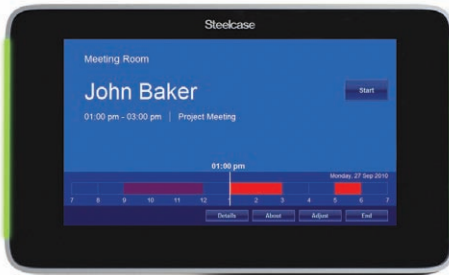 Steelcase
Meeting Room
John Baker
Start
01:00 pm - 03:00 pm | Project Meeting
01:00 pm
Monday, 27 Sep 2010
7 8 9 10 11 12 1 2 3 4 5 6 7
Details About Adjust End